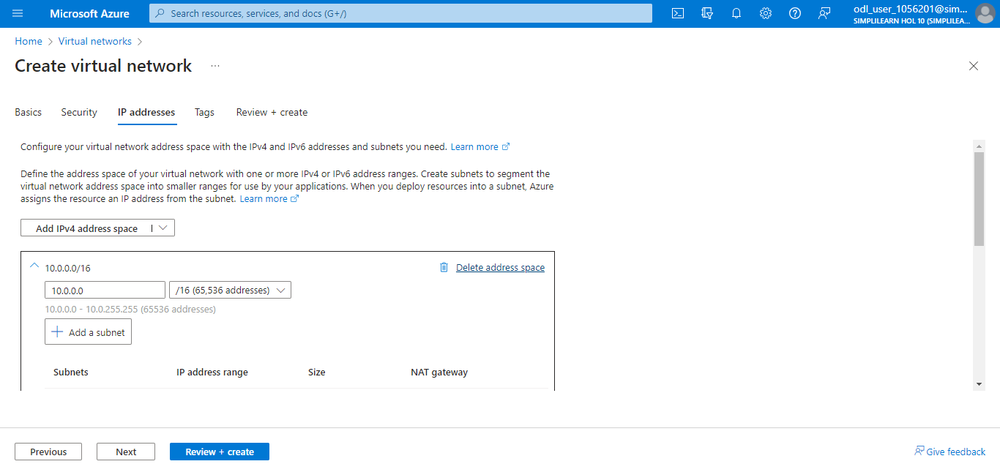 Microsoft Azure
Search resources, services, and docs (G+/)
odl_user_1056201@sim...
SIMPLILEARN HOL 10 (SIMPLILEA...
Home > Virtual networks >
Create virtual network ...
Basics Security IP addresses Tags Review + create
Configure your virtual network address space with the IPv4 and IPv6 addresses and subnets you need. Learn more
Define the address space of your virtual network with one or more IPv4 or IPv6 address ranges. Create subnets to segment the
virtual network address space into smaller ranges for use by your applications. When you deploy resources into a subnet, Azure
assigns the resource an IP address from the subnet. Learn more
Add IPv4 address space |
10.0.0.0/16 Delete address space
10.0.0.0 /16 (65,536 addresses)
10.0.0.0 - 10.0.255.255 (65536 addresses)
+ Add a subnet
Subnets IP address range Size NAT gateway
Previous Next Review + create Give feedback